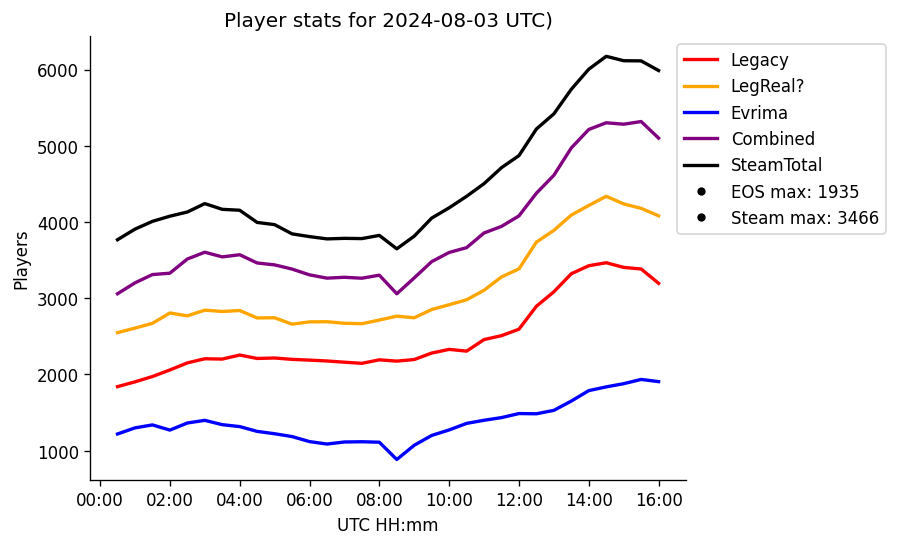 Player stats for 2024-08-03 UTC)
6000
5000
4000
3000
2000
1000
Players
00:00 02:00 04:00 06:00 08:00 10:00 12:00 14:00 16:00
UTC HH:mm
Legacy
LegReal?
Evrima
Combined
SteamTotal
EOS max: 1935
Steam max: 3466